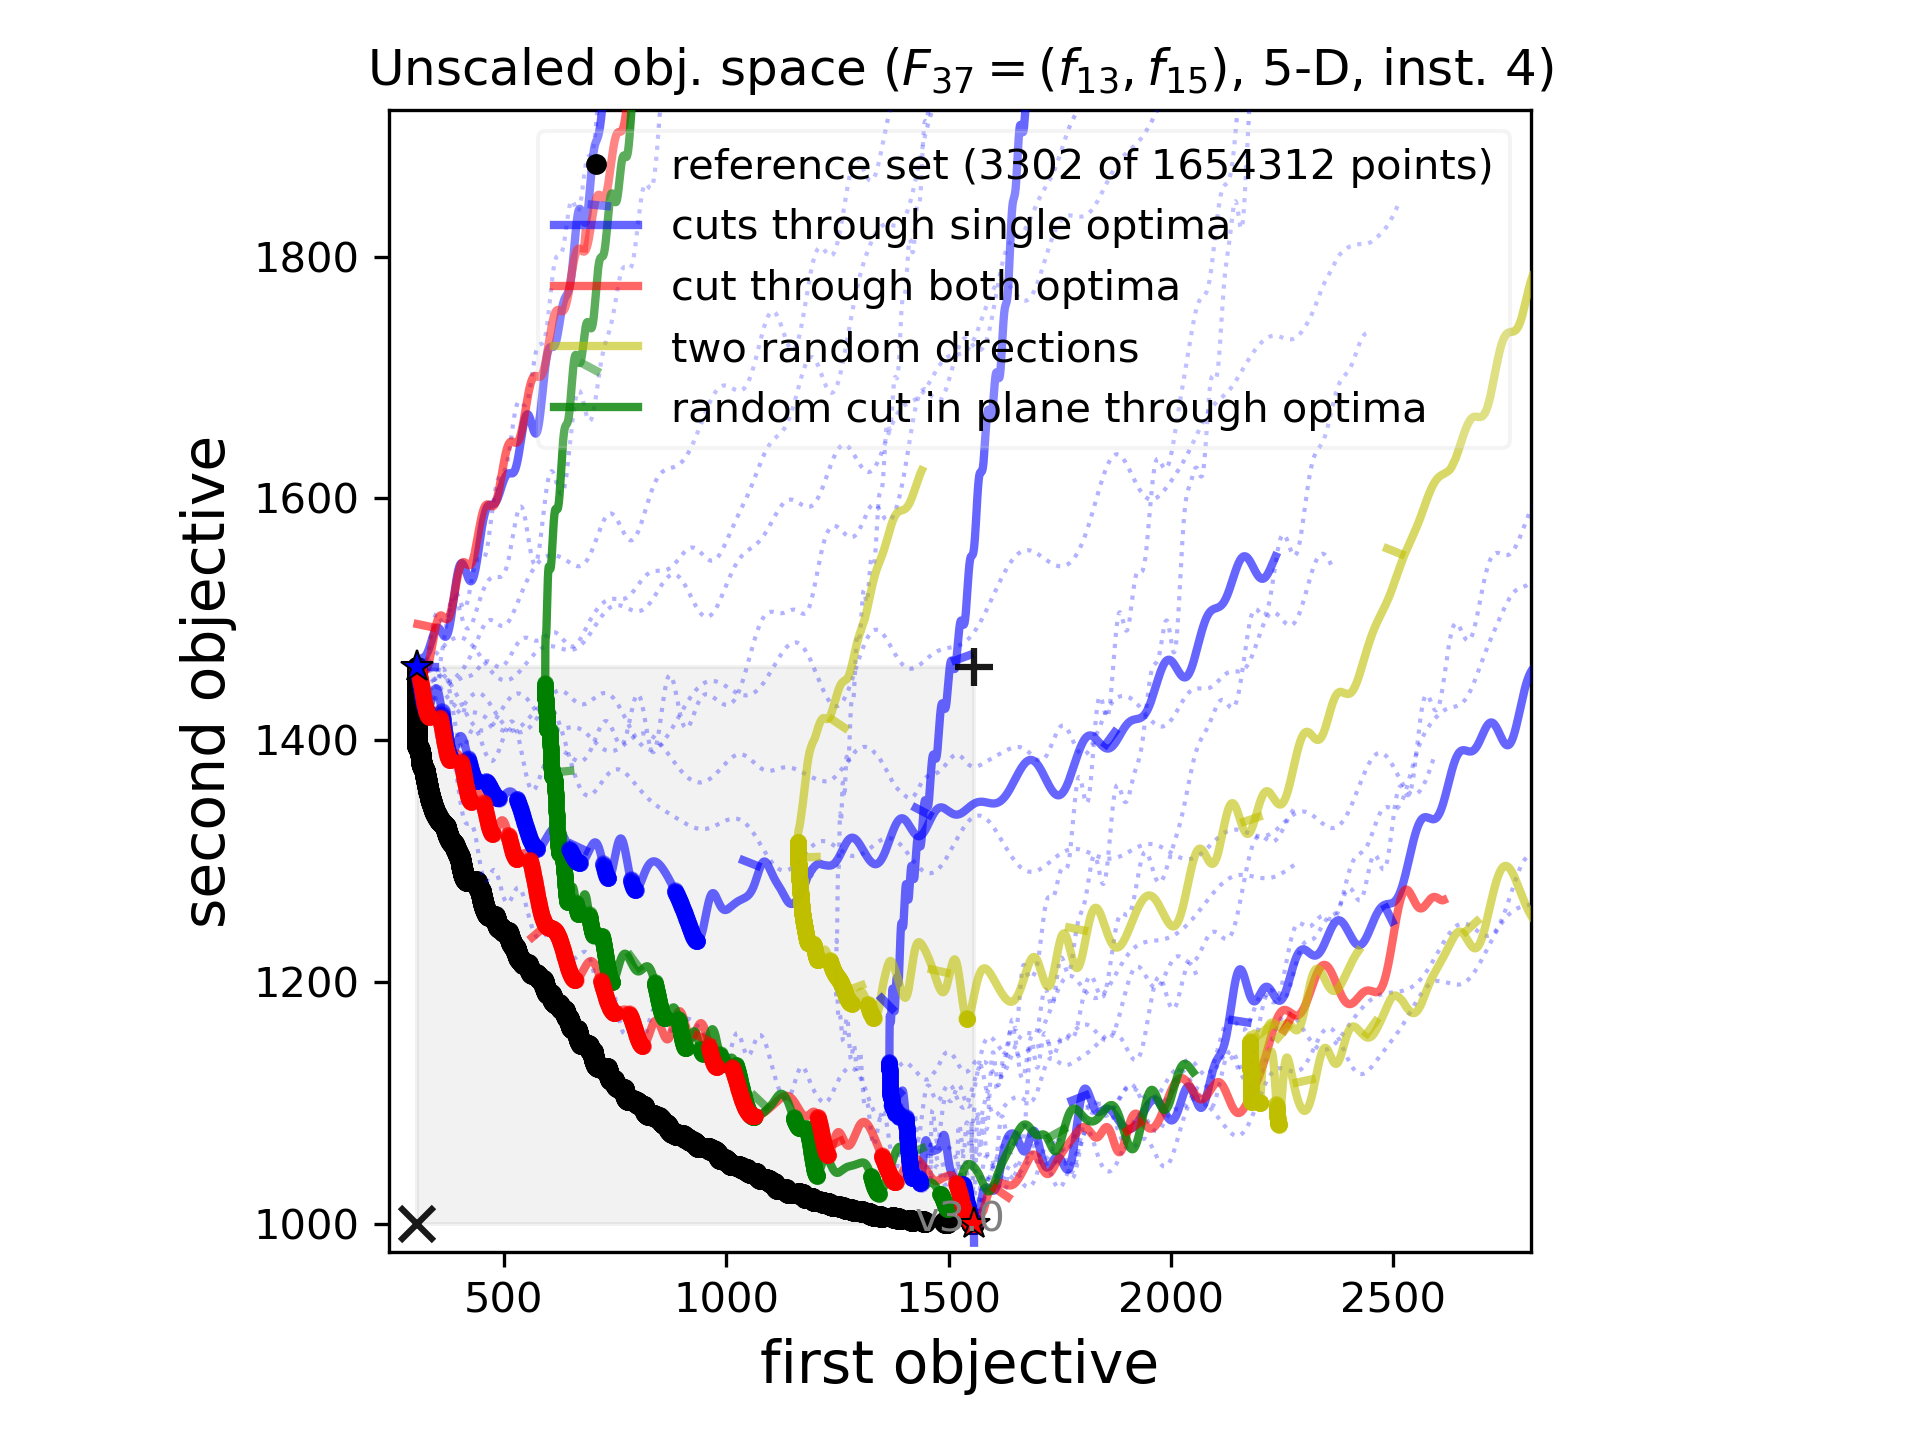 Unscaled obj. space (F37 = (f13, f15), 5-D, inst. 4)
reference set (3302 of 1654312 points)
cuts through single optima
cut through both optima
two random directions
random cut in plane through optima
1800
1600
1400
1200
1000
second objective
v3.0
500
1000
1500
2000
2500
first objective